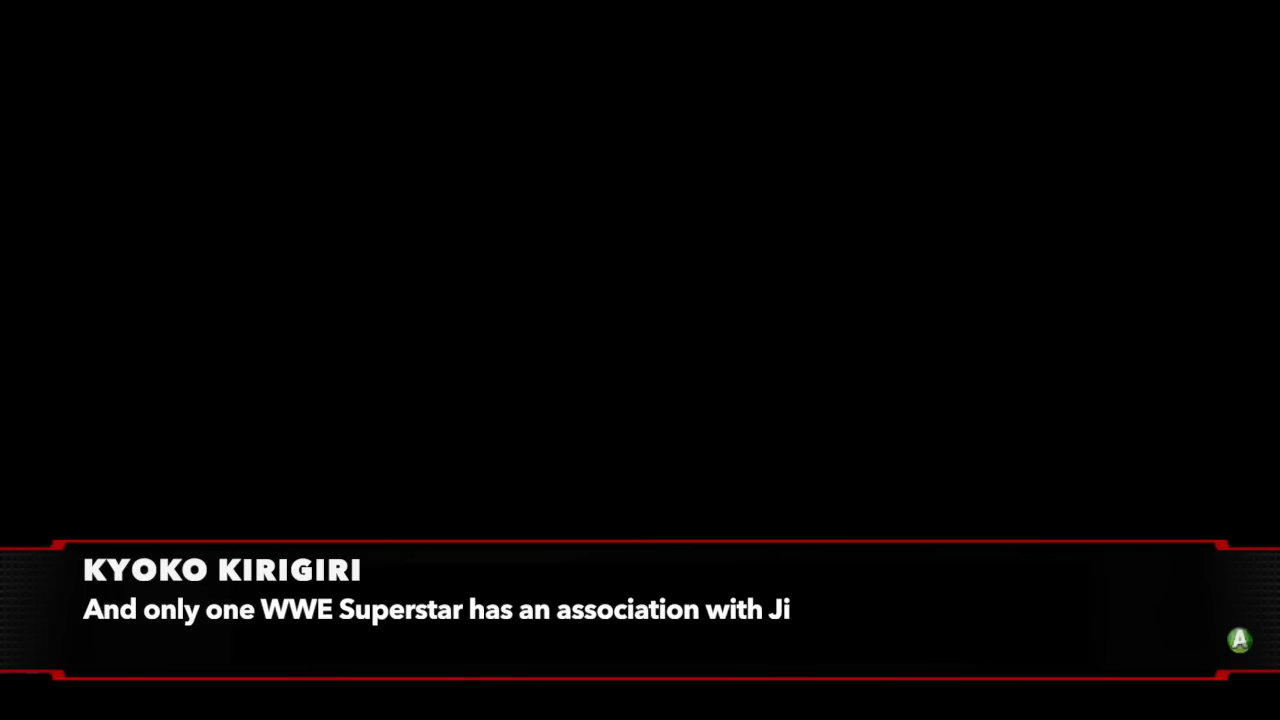 KYOKO KIRIGIRI
And only one WWE Superstar has an association with Ji
A